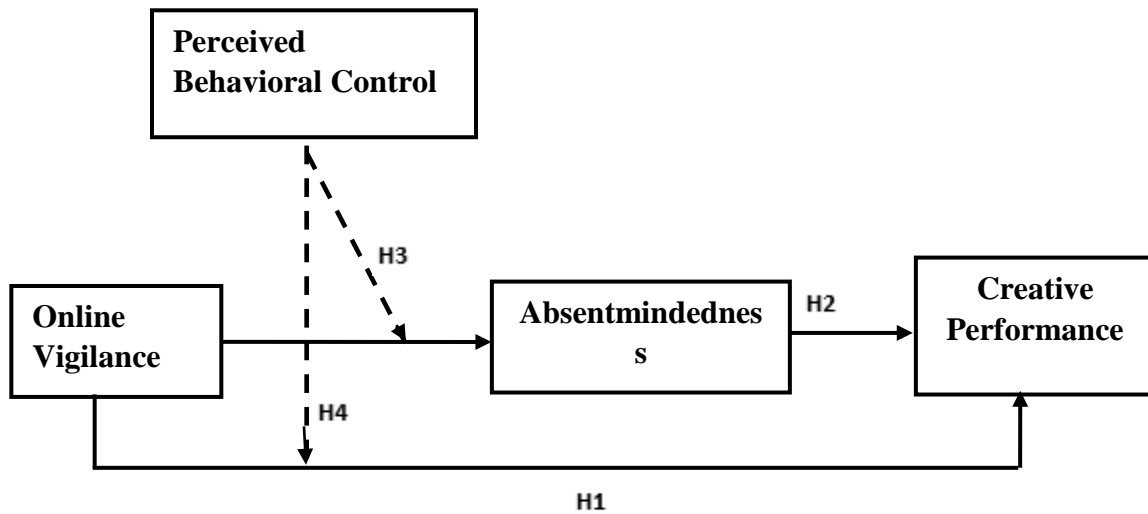 Perceived
Behavioral Control
H3
Online
Vigilance
Absentmindednes
s
H2
Creative
Performance
H4
H1